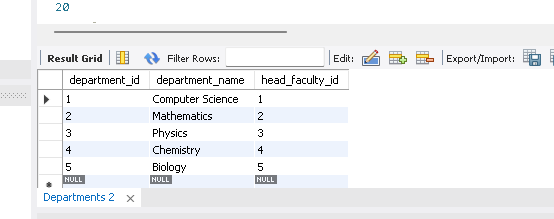 20
Result Grid Filter Rows: Edit: Export/Import:
department_id department_name head_faculty_id
1 Computer Science 1
2 Mathematics 2
3 Physics 3
4 Chemistry 4
5 Biology 5
NULL NULL NULL
Departments 2